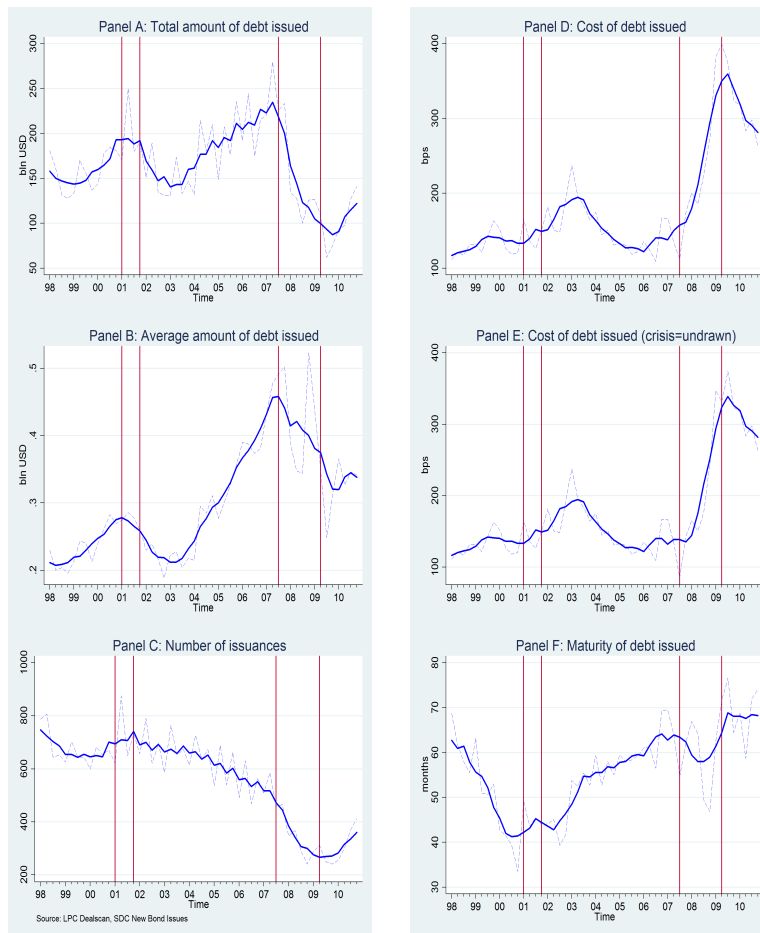 Panel A: Total amount of debt issued
bln USD
300
250
200
150
100
50
98 99 00 01 02 03 04 05 06 07 08 09 10
Time
Panel B: Average amount of debt issued
bln USD
.5
.4
.3
.2
98 99 00 01 02 03 04 05 06 07 08 09 10
Time
Panel C: Number of issuances
1000
800
600
400
200
98 99 00 01 02 03 04 05 06 07 08 09 10
Time
Source: LPC Dealscan, SDC New Bond Issues
Panel D: Cost of debt issued
bps
400
300
200
100
98 99 00 01 02 03 04 05 06 07 08 09 10
Time
Panel E: Cost of debt issued (crisis=undrawn)
bps
400
300
200
100
98 99 00 01 02 03 04 05 06 07 08 09 10
Time
Panel F: Maturity of debt issued
months
80
70
60
50
40
30
98 99 00 01 02 03 04 05 06 07 08 09 10
Time